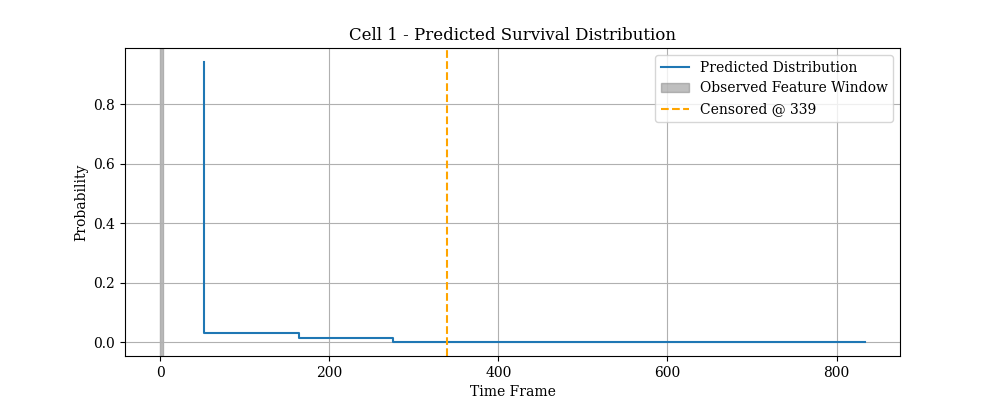 Cell 1 - Predicted Survival Distribution
Predicted Distribution
Observed Feature Window
Censored @ 339
Probability
0.8
0.6
0.4
0.2
0.0
0 200 400 600 800
Time Frame